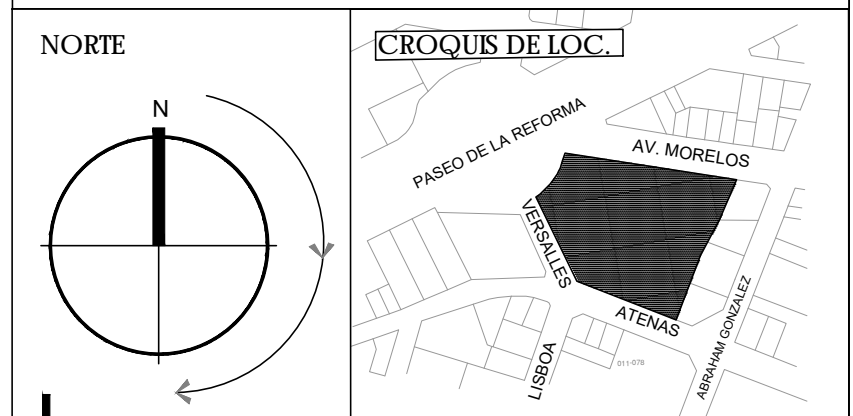 NORTE
N
CROQUIS DE LOC.
PASEO DE LA REFORMA
AV. MORELOS
VERSALLES
ATENAS
LISBOA
011-078
ABRAHAM GONZALEZ